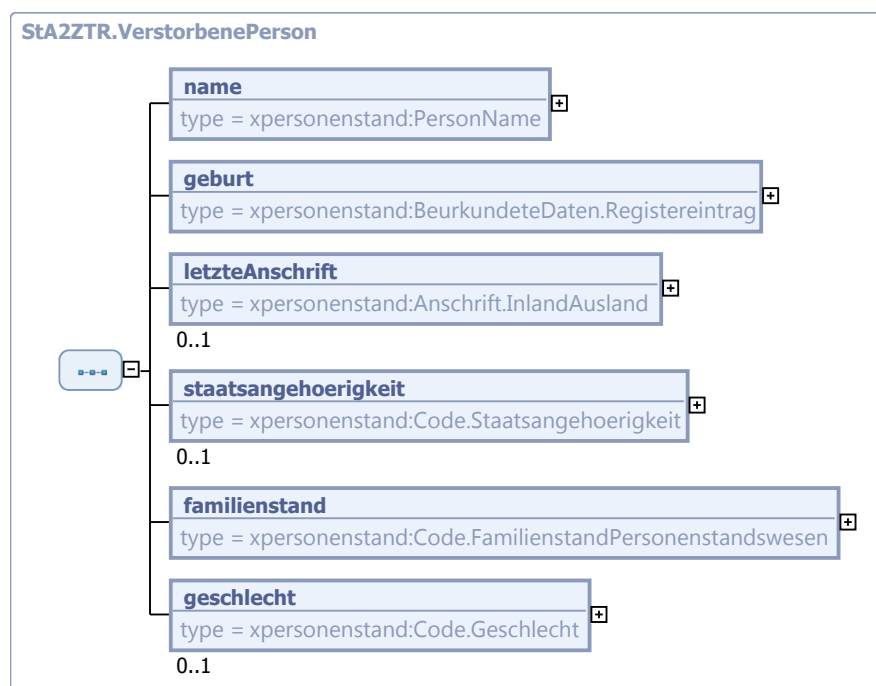 StA2ZTR.VerstorbenePerson
name
type = xpersonenstand:PersonName
geburt
type = xpersonenstand:BeurkundeteDaten.Registereintrag
letzteAnschrift
type = xpersonenstand:Anschrift.InlandAusland
0..1
staatsangehoerigkeit
type = xpersonenstand:Code.Staatsangehoerigkeit
0..1
familienstand
type = xpersonenstand:Code.FamilienstandPersonenstandswesen
geschlecht
type = xpersonenstand:Code.Geschlecht
0..1